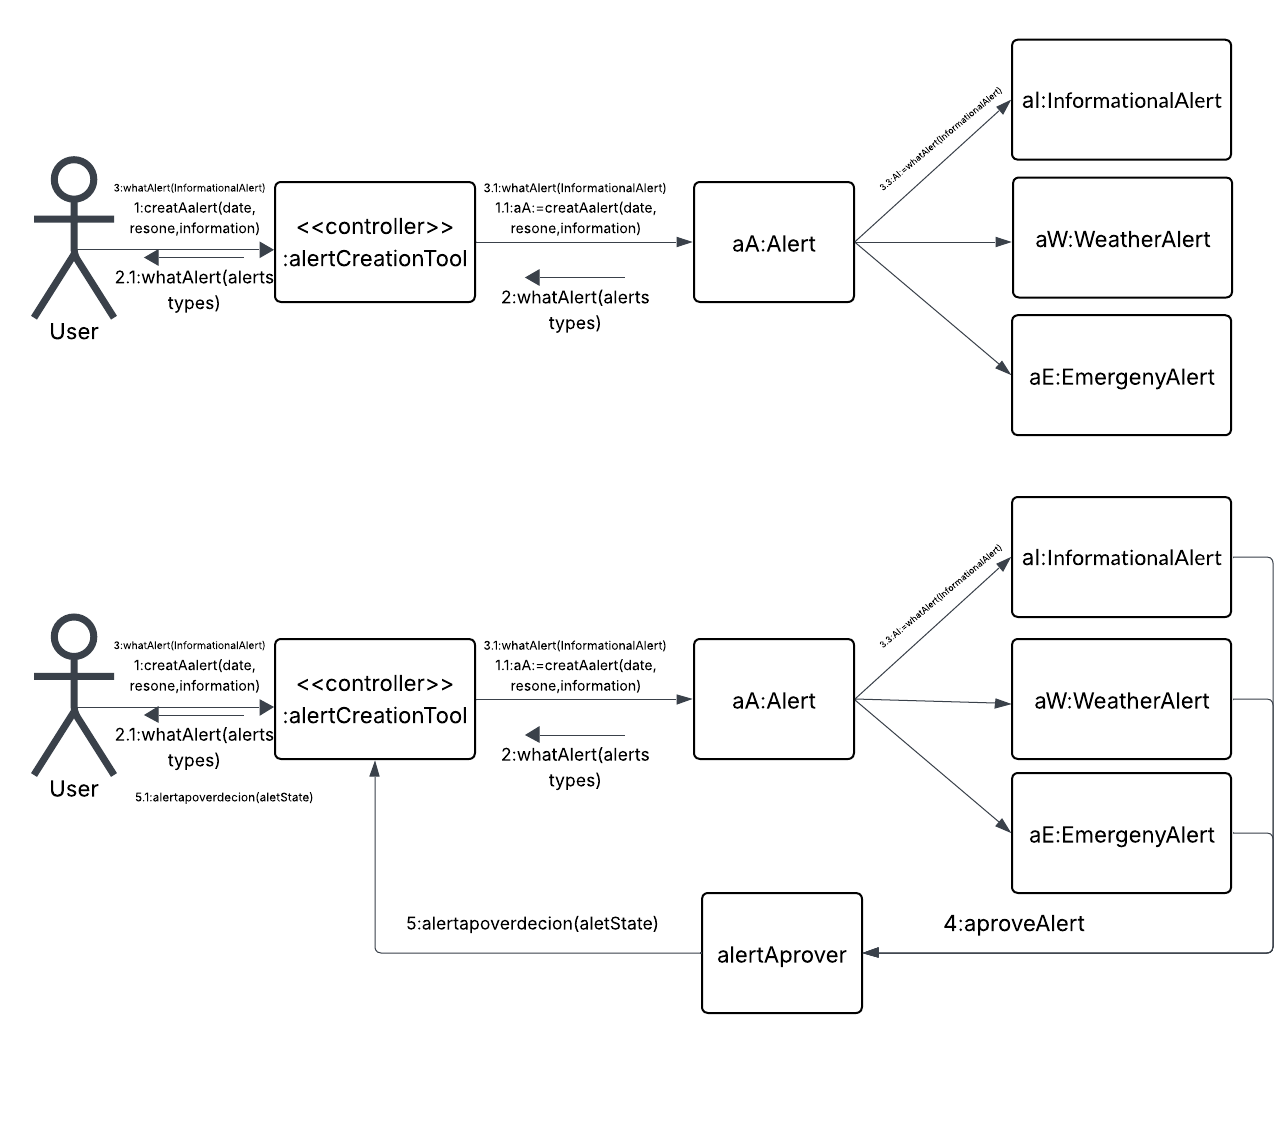 aI:InformationalAlert
3.3:AI:=whatAlert(InformationalAlert)
3:whatAlert(InformationalAlert)
1:creatAalert(date,
resone,information)
2.1:whatAlert(alerts
types)
User
<<controller>>
:alertCreationTool
3.1:whatAlert(InformationalAlert)
1.1:aA:=creatAalert(date,
resone,information)
2:whatAlert(alerts
types)
aA:Alert
aW:WeatherAlert
aE:EmergenyAlert
aI:InformationalAlert
3.3:AI:=whatAlert(InformationalAlert)
3:whatAlert(InformationalAlert)
1:creatAalert(date,
resone,information)
2.1:whatAlert(alerts
types)
User
5.1:alertapoverdecion(aletState)
<<controller>>
:alertCreationTool
3.1:whatAlert(InformationalAlert)
1.1:aA:=creatAalert(date,
resone,information)
2:whatAlert(alerts
types)
aA:Alert
aW:WeatherAlert
aE:EmergenyAlert
5:alertapoverdecion(aletState)
alertAprover
4:aproveAlert